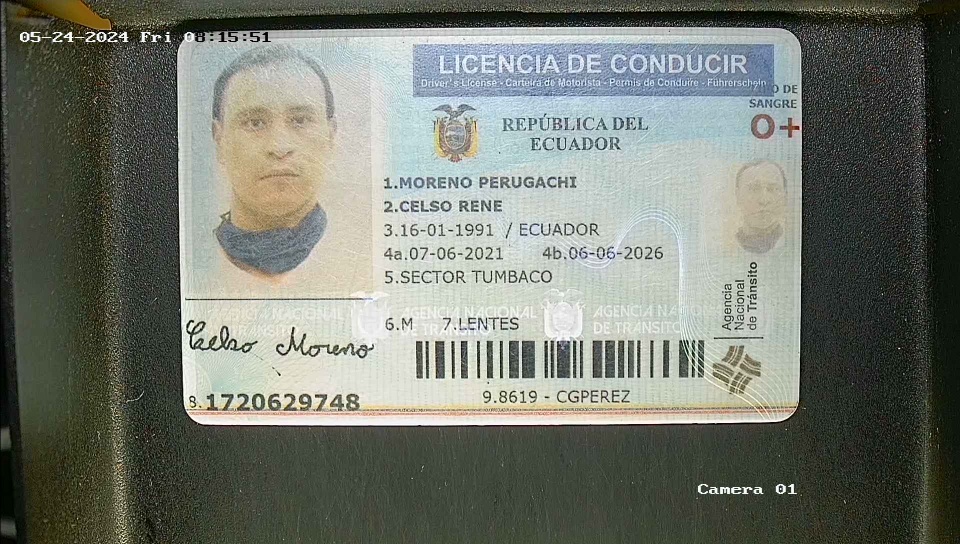 05-24-2024 Fri 08:15:51
LICENCIA DE CONDUCIR
Driver's License - Carteira de Motorista - Permis de Conduire - Führerschein
DE
SANGRE
O+
REPÚBLICA DEL
ECUADOR
1.MORENO PERUGACHI
2.CELSO RENE
3.16-01-1991 / ECUADOR
4a.07-06-2021 4b.06-06-2026
5.SECTOR TUMBACO
AGENCIA NACIONAL
DE TRÁNSITO
AGENCIA
DE TRÁNSITO
6.M 7.LENTES
Agencia
Nacional
de Tránsito
Celso Moreno
8.1720629748
9.8619 - CGPEREZ
Camera 01